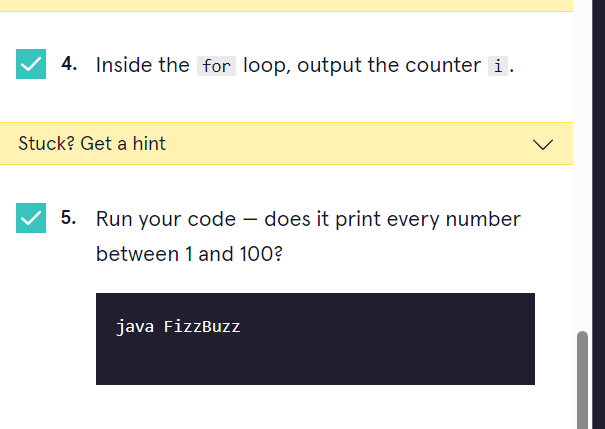 4. Inside the for loop, output the counter i.
Stuck? Get a hint
5. Run your code — does it print every number
between 1 and 100?
java FizzBuzz